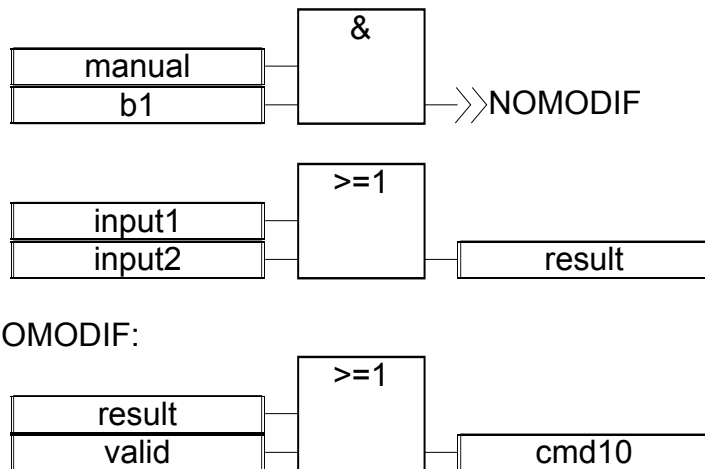 &
manual
b1
NOMODIF
>=1
input1
input2
result
OMODIF:
>=1
result
valid
cmd10